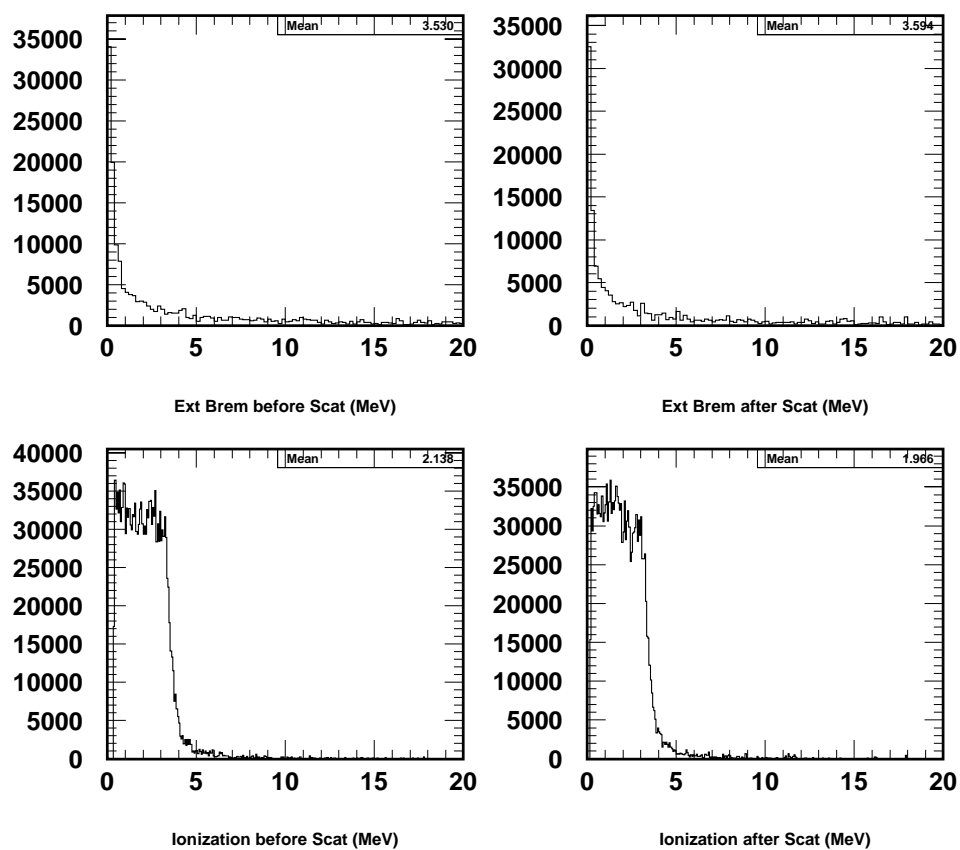 Mean 3.530
35000
30000
25000
20000
15000
10000
5000
0
0 5 10 15 20
Ext Brem before Scat (MeV)
Mean 3.594
35000
30000
25000
20000
15000
10000
5000
0
0 5 10 15 20
Ext Brem after Scat (MeV)
Mean 2.138
40000
35000
30000
25000
20000
15000
10000
5000
0
0 5 10 15 20
Ionization before Scat (MeV)
Mean 1.966
35000
30000
25000
20000
15000
10000
5000
0
0 5 10 15 20
Ionization after Scat (MeV)